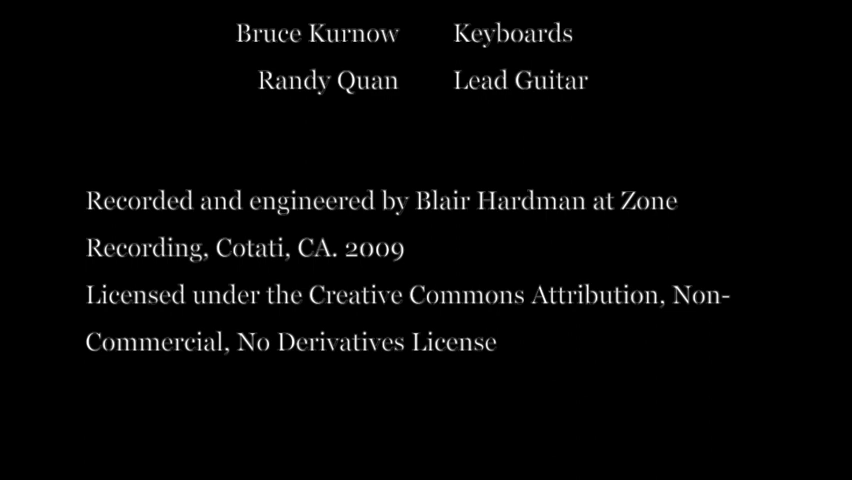 Bruce Kurnow Keyboards
Randy Quan Lead Guitar
Recorded and engineered by Blair Hardman at Zone
Recording, Cotati, CA. 2009
Licensed under the Creative Commons Attribution, Non-
Commercial, No Derivatives License